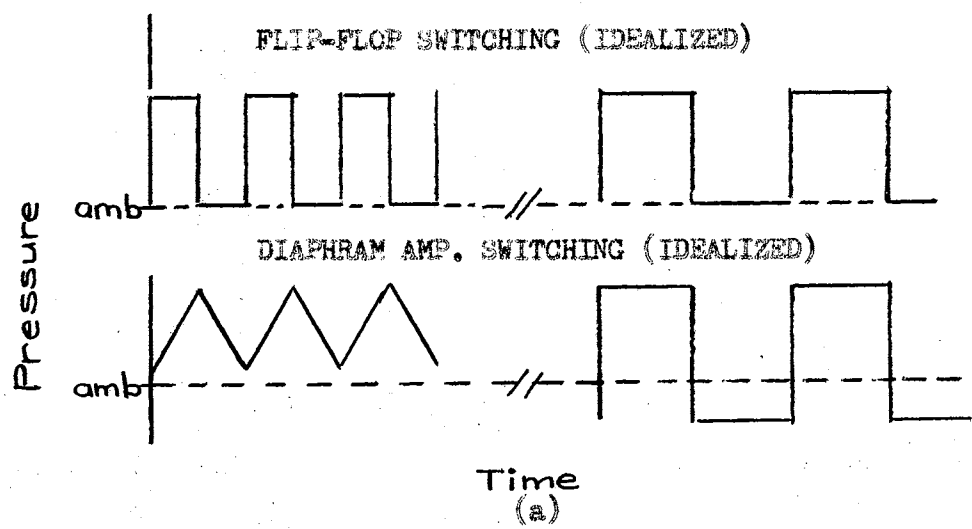 FLIP-FLOP SWITCHING (IDEALIZED)
amb
Pressure
DIAPHRAM AMP. SWITCHING (IDEALIZED)
amb
Time
(a)